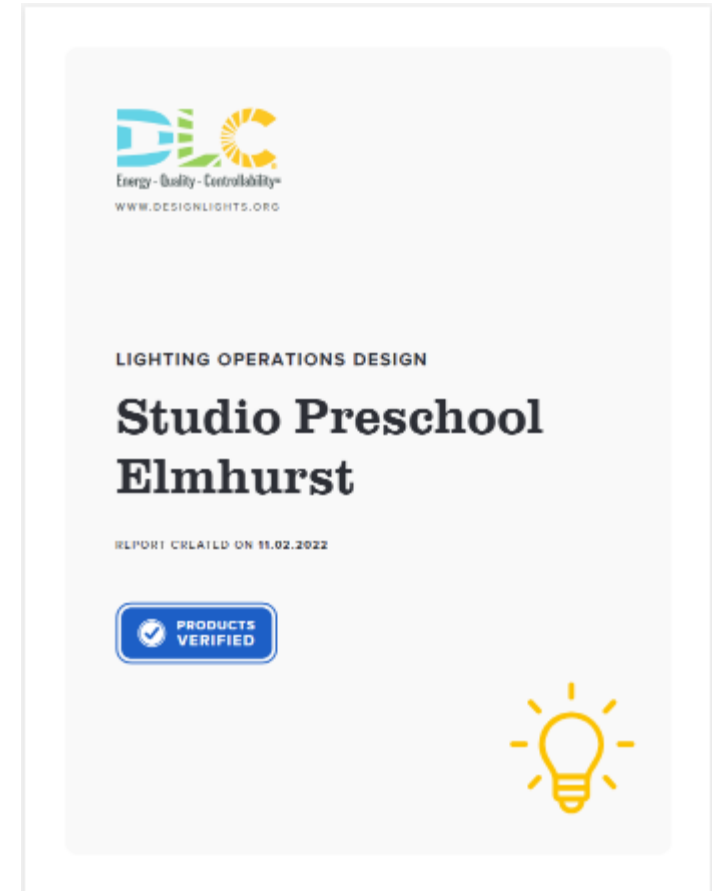 DLC
Energy - Quality - Controllability℠
WWW.DESIGNLIGHTS.ORG
LIGHTING OPERATIONS DESIGN
Studio Preschool
Elmhurst
REPORT CREATED ON 11.02.2022
PRODUCTS
VERIFIED